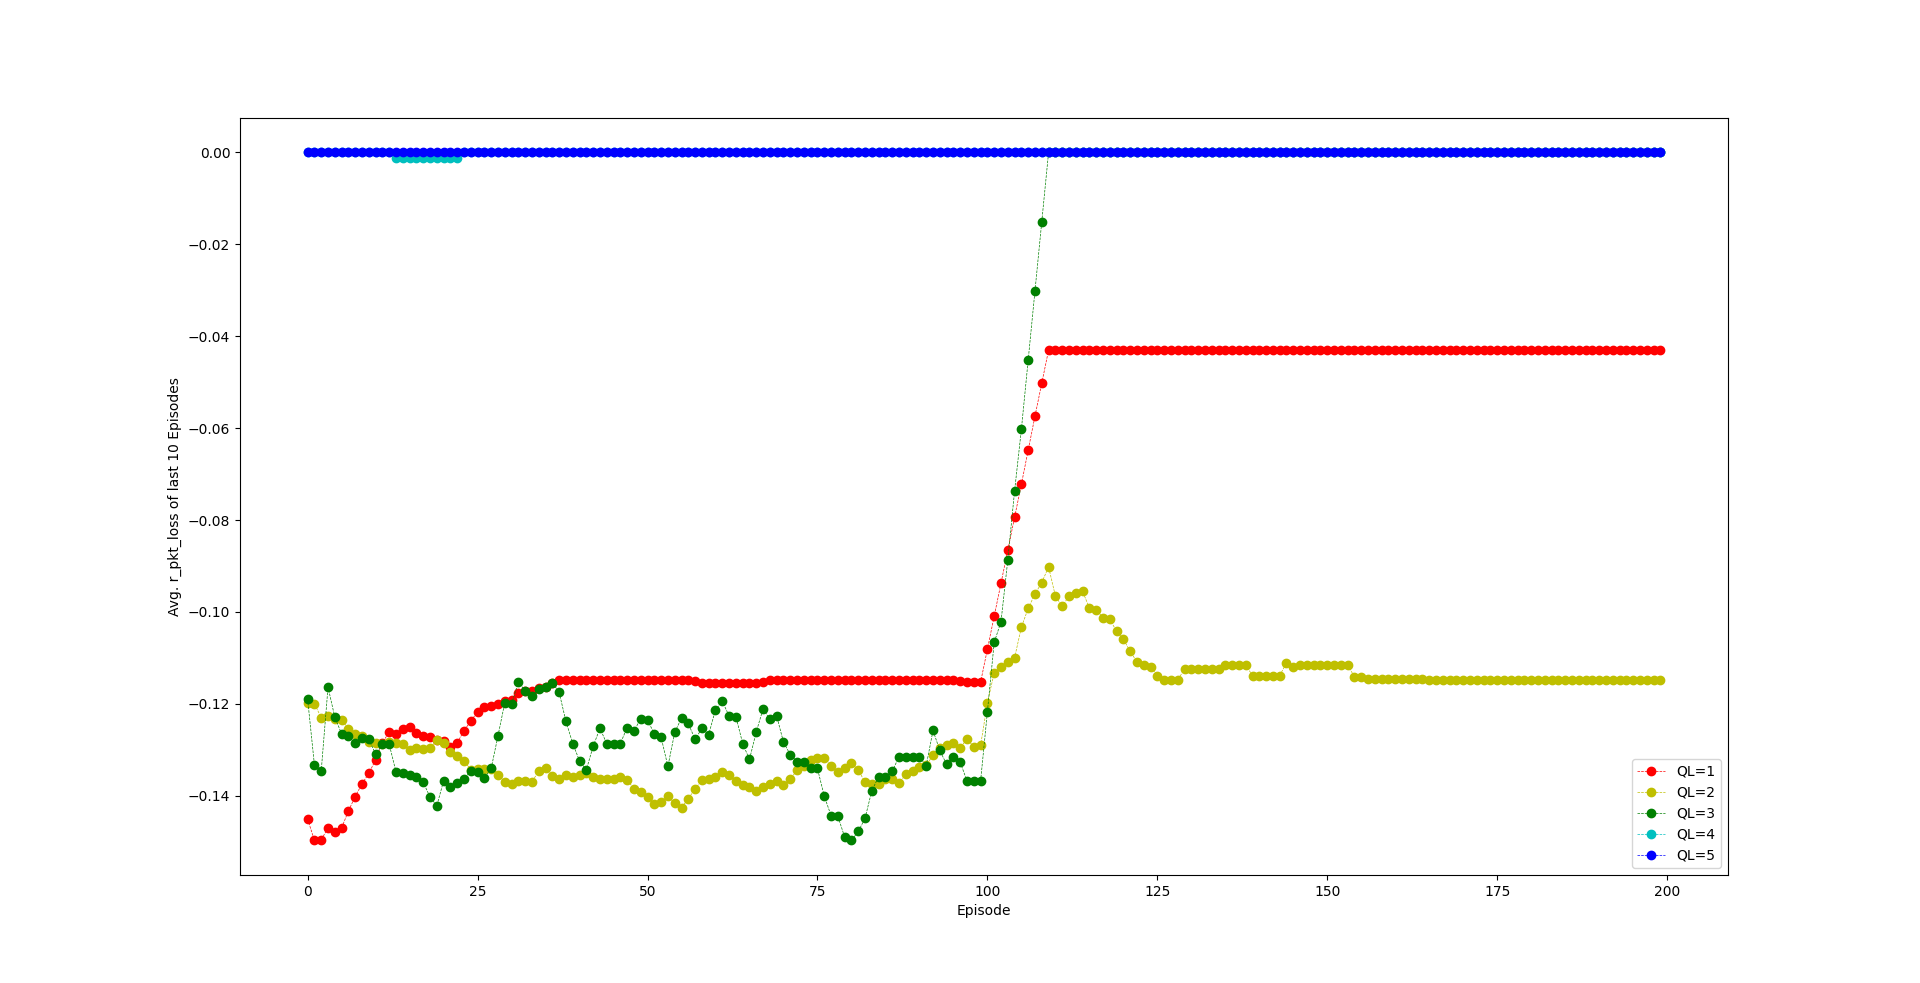 0.00
−0.02
−0.04
−0.06
−0.08
−0.10
−0.12
−0.14
Avg. r_pkt_loss of last 10 Episodes
0 25 50 75 100 125 150 175 200
Episode
QL=1
QL=2
QL=3
QL=4
QL=5